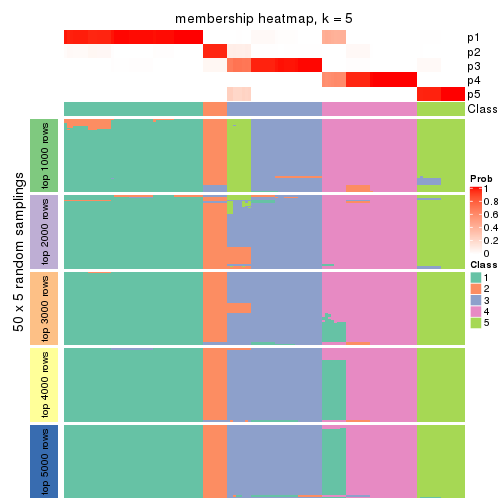 membership heatmap, k = 5
p1
p2
p3
p4
p5
Class
50 x 5 random samplings
top 1000 rows
top 2000 rows
top 3000 rows
top 4000 rows
top 5000 rows
Prob
1
0.8
0.6
0.4
0.2
0
Class
1
2
3
4
5